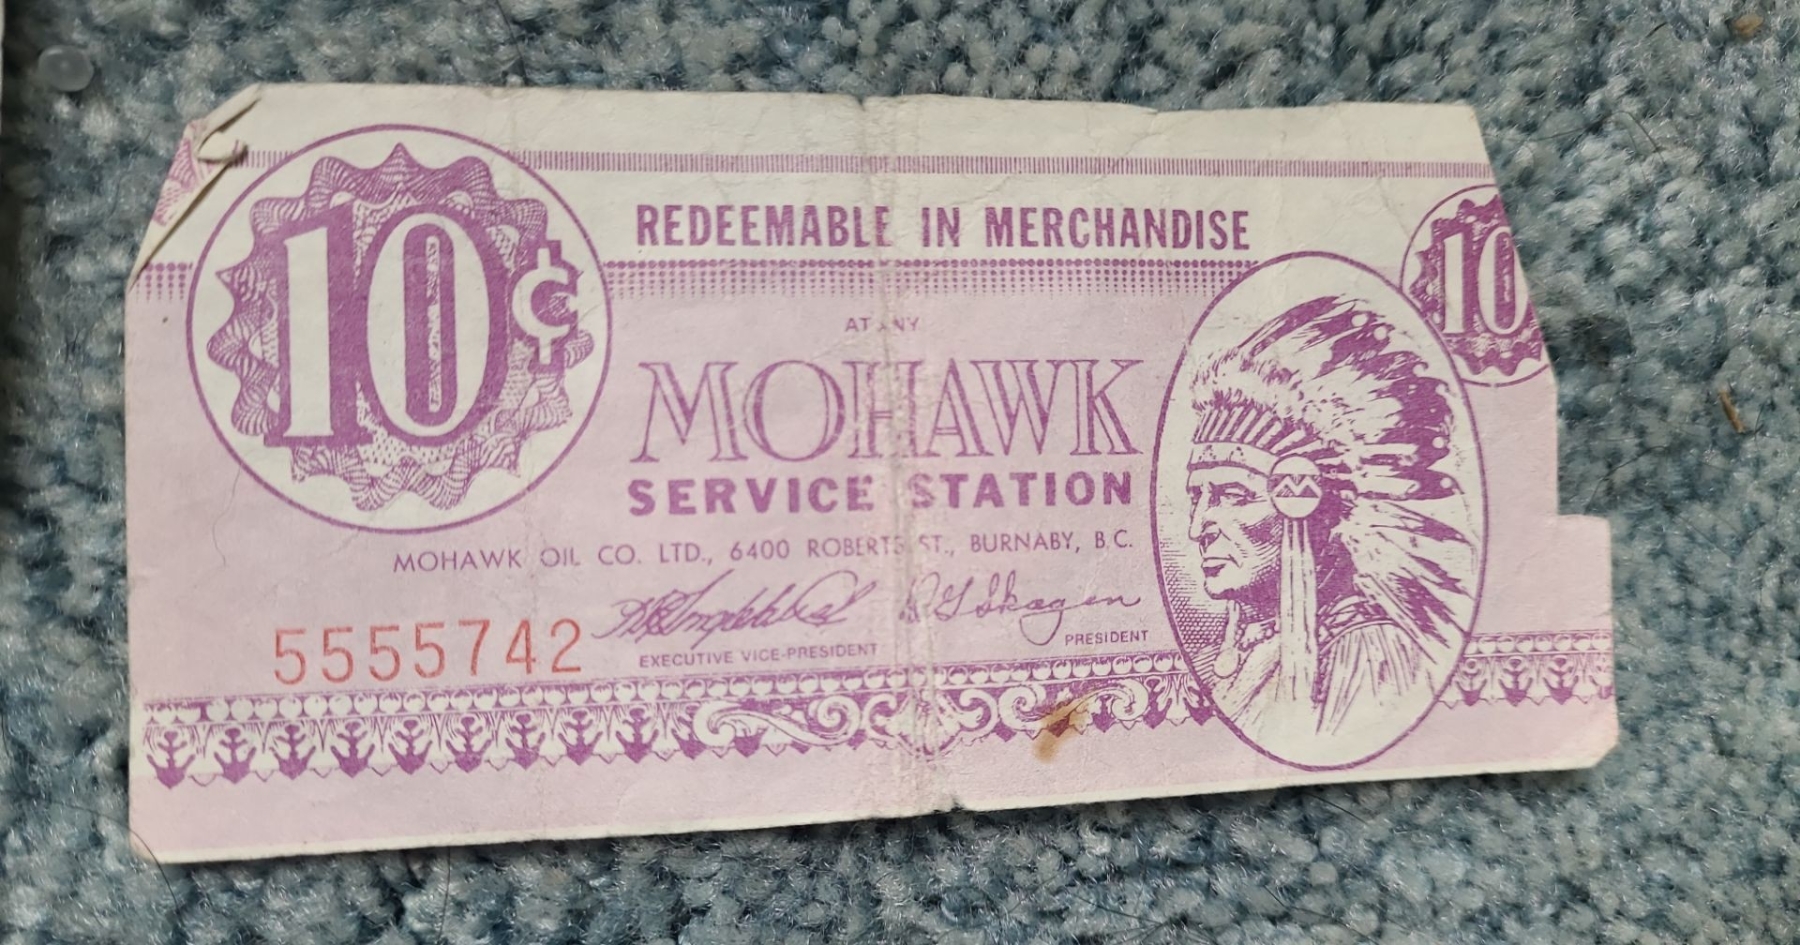 10¢
REDEEMABLE IN MERCHANDISE
10
AT ANY
MOHAWK
SERVICE STATION
MOHAWK OIL CO. LTD., 6400 ROBERTS ST., BURNABY, B.C.
Skagen
5555742
EXECUTIVE VICE-PRESIDENT
PRESIDENT